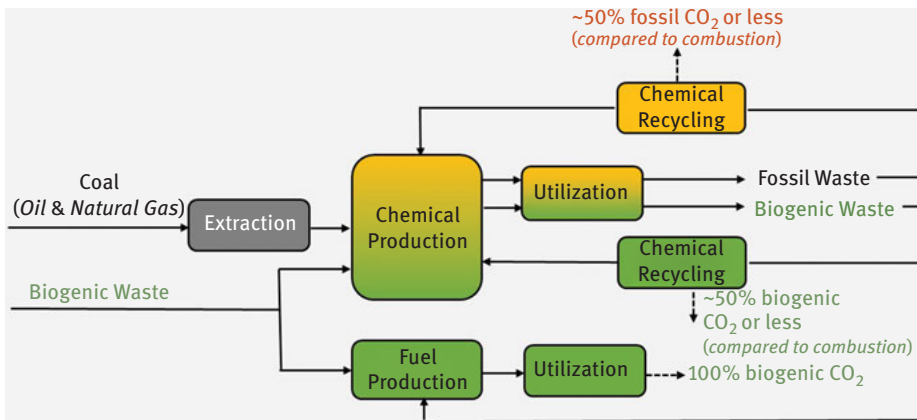 ~50% fossil CO₂ or less
(compared to combustion)
Chemical
Recycling
Coal
(Oil & Natural Gas)
Extraction
Chemical
Production
Utilization
Fossil Waste
Biogenic Waste
Chemical
Recycling
Biogenic Waste
~50% biogenic
CO₂ or less
(compared to combustion)
Fuel
Production
Utilization
100% biogenic CO₂